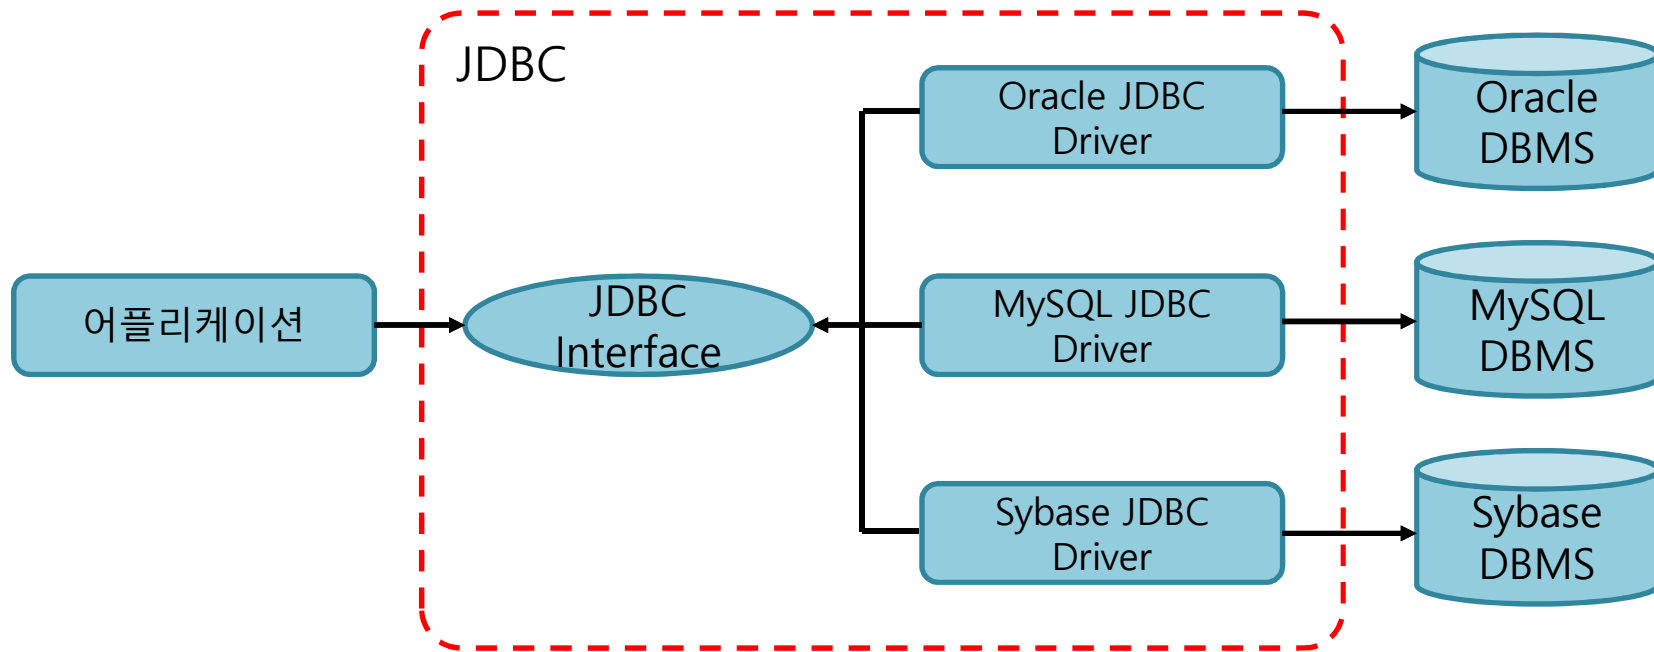 JDBC
어플리케이션
JDBC
Interface
Oracle JDBC
Driver
MySQL JDBC
Driver
Sybase JDBC
Driver
Oracle
DBMS
MySQL
DBMS
Sybase
DBMS